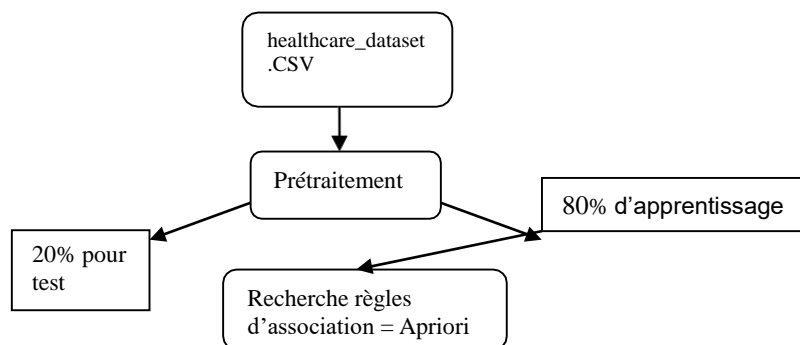 healthcare_dataset
.CSV
Prétraitement
80% d’apprentissage
20% pour
test
Recherche règles
d’association = Apriori